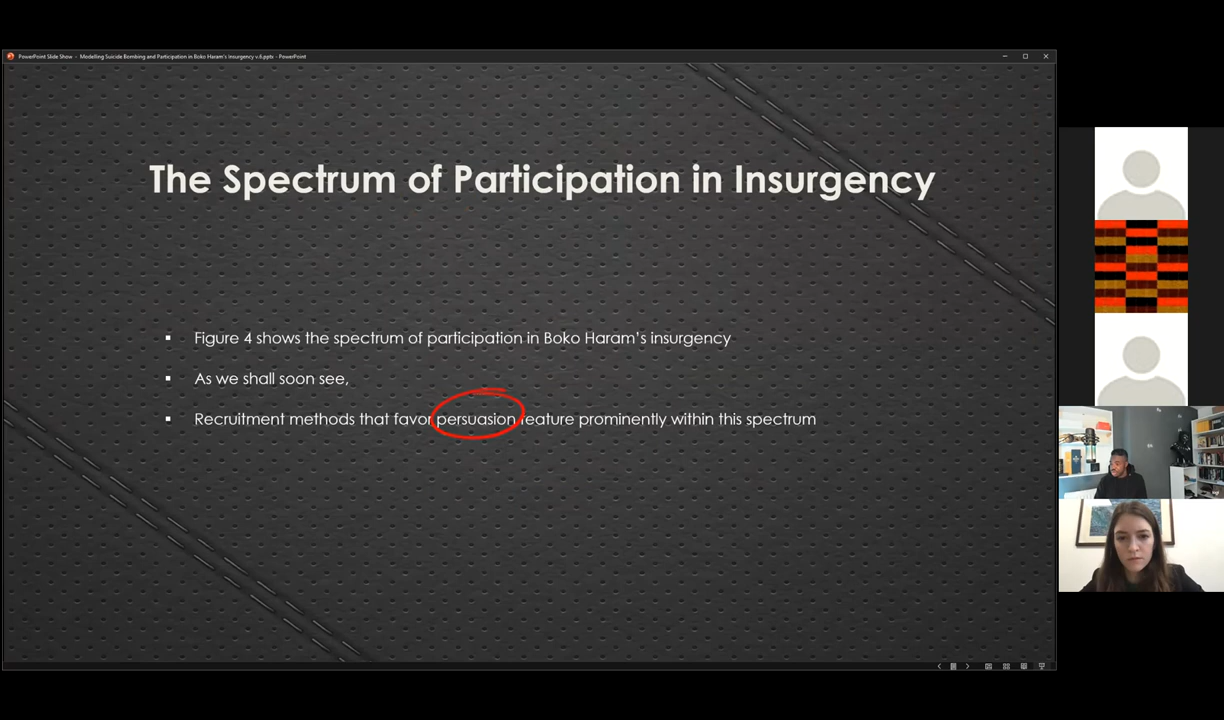 PowerPoint Slide Show - Modelling Suicide Bombing and Participation in Boko Haram's Insurgency v.6.pptx - PowerPoint
The Spectrum of Participation in Insurgency
▪ Figure 4 shows the spectrum of participation in Boko Haram's insurgency
▪ As we shall soon see,
▪ Recruitment methods that favor persuasion feature prominently within this spectrum